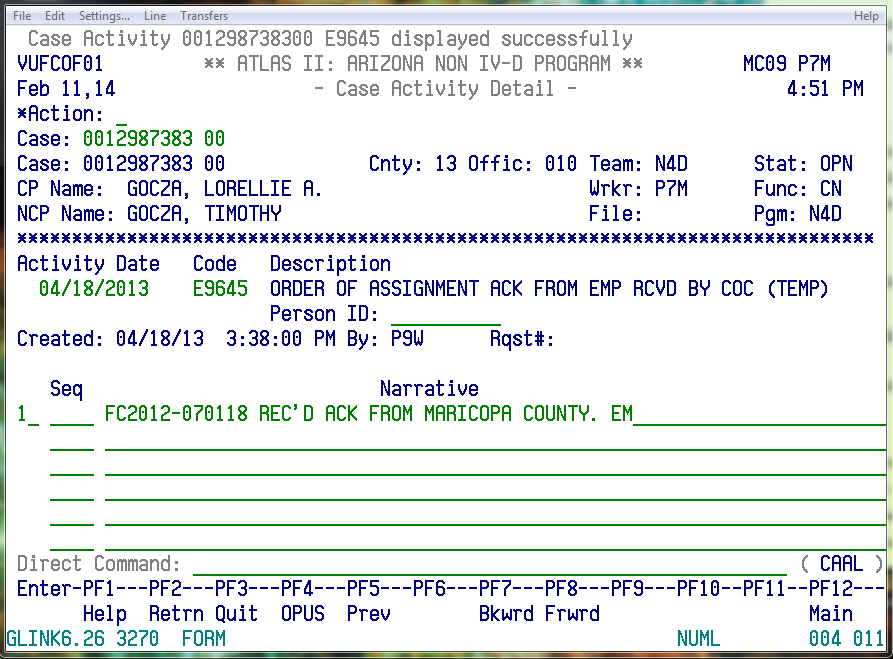 File Edit Settings... Line Transfers Help
Case Activity 001298738300 E9645 displayed successfully
VUFCOF01 ** ATLAS II: ARIZONA NON IV-D PROGRAM ** MC09 P7M
Feb 11,14 - Case Activity Detail - 4:51 PM
*Action: _
Case: 0012987383 00
Case: 0012987383 00 Cnty: 13 Offic: 010 Team: N4D Stat: OPN
CP Name: GOCZA, LORELLIE A. Wrkr: P7M Func: CN
NCP Name: GOCZA, TIMOTHY File: Pgm: N4D
******************************************************************************
Activity Date Code Description
04/18/2013 E9645 ORDER OF ASSIGNMENT ACK FROM EMP RCVD BY COC (TEMP)
Person ID: __________
Created: 04/18/13 3:38:00 PM By: P9W Rqst#:
Seq Narrative
1_ ____ FC2012-070118 REC'D ACK FROM MARICOPA COUNTY. EM
Direct Command: ( CAAL )
Enter-PF1---PF2---PF3---PF4---PF5---PF6---PF7---PF8---PF9---PF10--PF11--PF12---
Help Retrn Quit OPUS Prev Bkwrd Frwrd Main
GLINK6.26 3270 FORM NUML 004 011